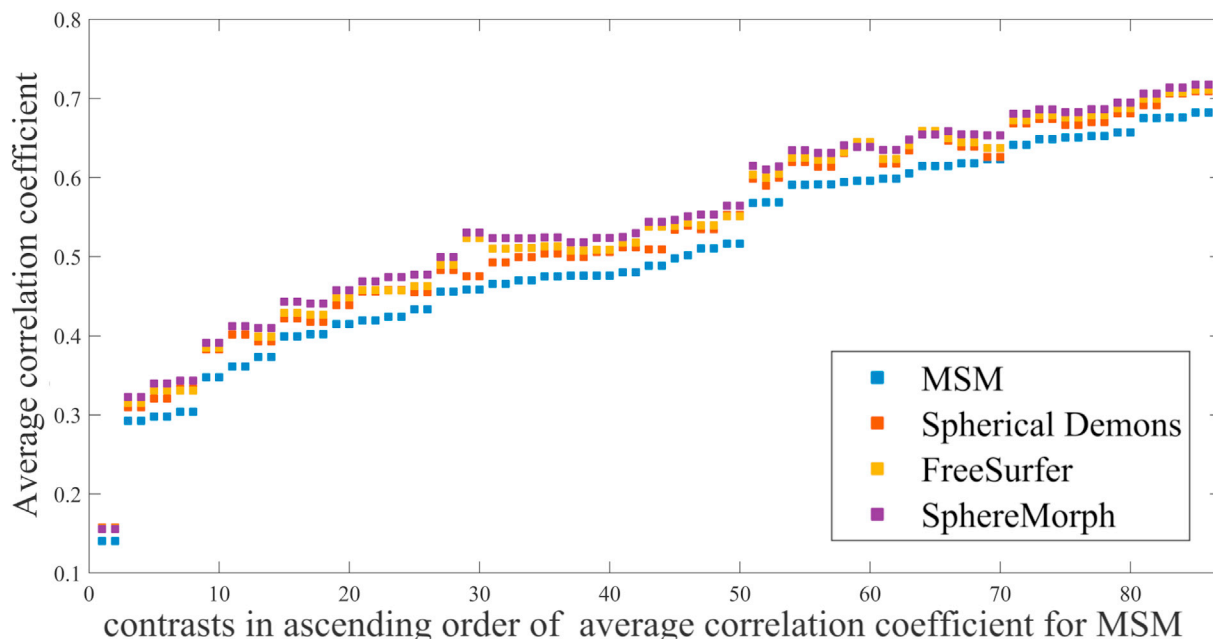 0.8
0.7
0.6
0.5
0.4
0.3
0.2
0.1
Average correlation coefficient
MSM
Spherical Demons
FreeSurfer
SphereMorph
0 10 20 30 40 50 60 70 80
contrasts in ascending order of average correlation coefficient for MSM